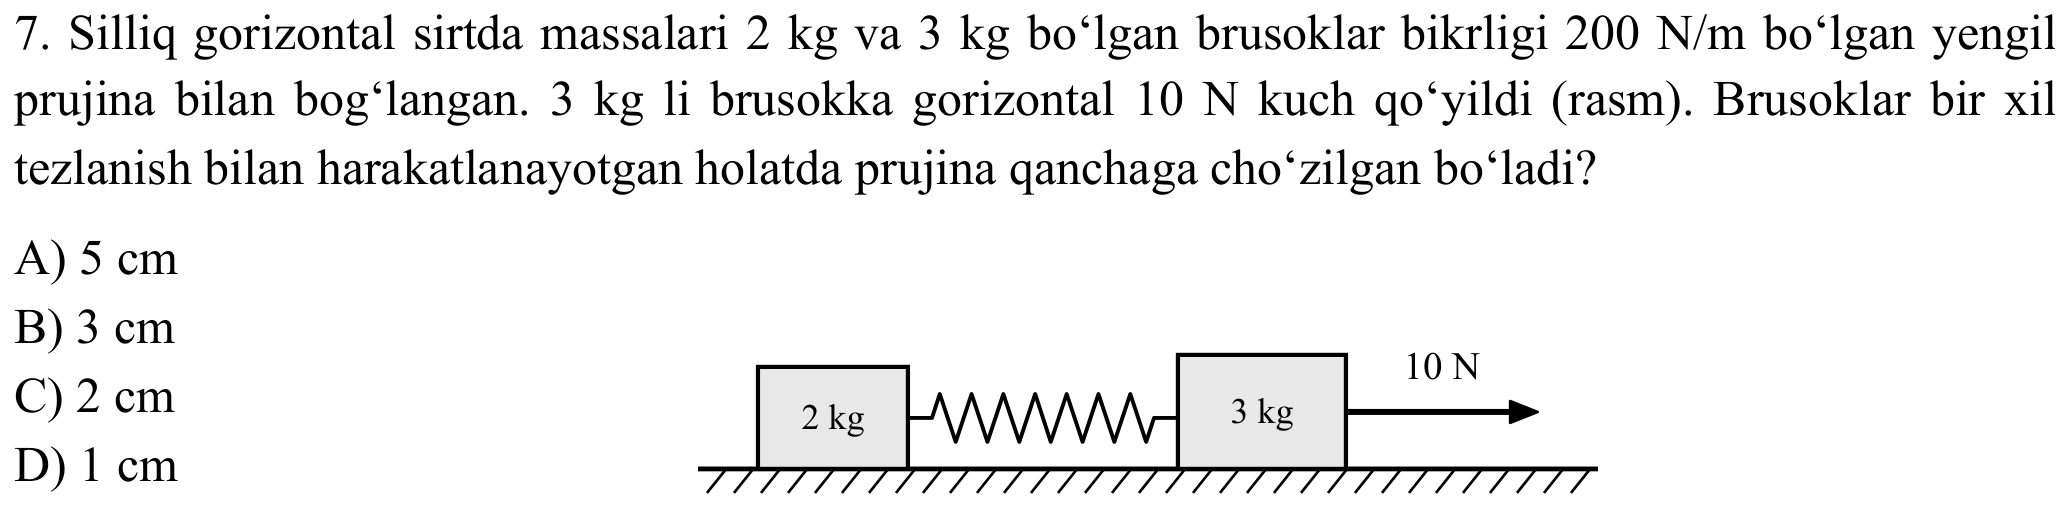 7. Silliq gorizontal sirtda massalari 2 kg va 3 kg bo‘lgan brusoklar bikrligi 200 N/m bo‘lgan yengil
prujina bilan bog‘langan. 3 kg li brusokka gorizontal 10 N kuch qo‘yildi (rasm). Brusoklar bir xil
tezlanish bilan harakatlanayotgan holatda prujina qanchaga cho‘zilgan bo‘ladi?
A) 5 cm
B) 3 cm
C) 2 cm
D) 1 cm
10 N
2 kg
3 kg